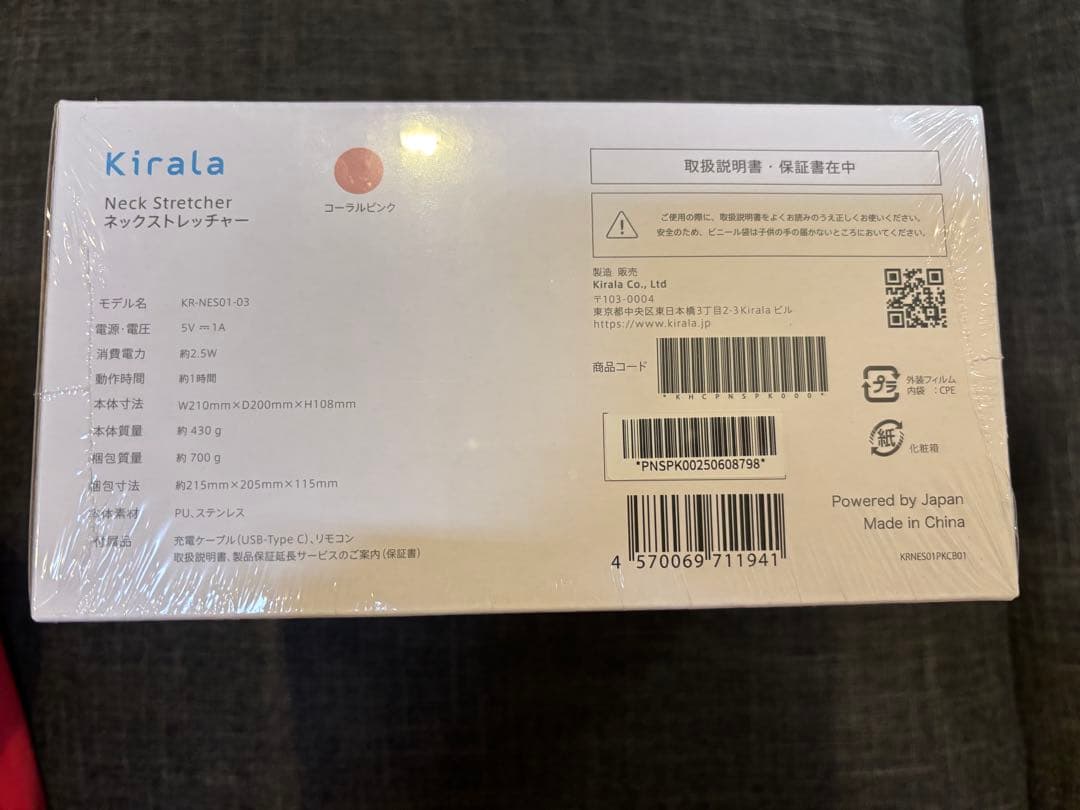 Kirala
Neck Stretcher
ネックストレッチャー
コーラルピンク
モデル名 KR-NES01-03
電源・電圧 5V⎓1A
消費電力 約2.5W
動作時間 約1時間
本体寸法 W210mm×D200mm×H108mm
本体質量 約 430 g
梱包質量 約 700 g
梱包寸法 約215mm×205mm×115mm
本体素材 PU、ステンレス
付属品 充電ケーブル(USB-Type C)、リモコン
取扱説明書、製品保証延長サービスのご案内(保証書)
取扱説明書・保証書在中
ご使用の際に、取扱説明書をよくお読みのうえ正しくお使いください。
安全のため、ビニール袋は子供の手の届かないところにおいてください。
製造 販売
Kirala Co., Ltd
〒103-0004
東京都中央区東日本橋3丁目2-3 Kirala ビル
https://www.kirala.jp
商品コード
*KHCPNSPK000*
*PNSPK00250608798*
4 570069 711941
プラ
外装フィルム
内袋 :CPE
紙
化粧箱
Powered by Japan
Made in China
KRNES01PKCB01